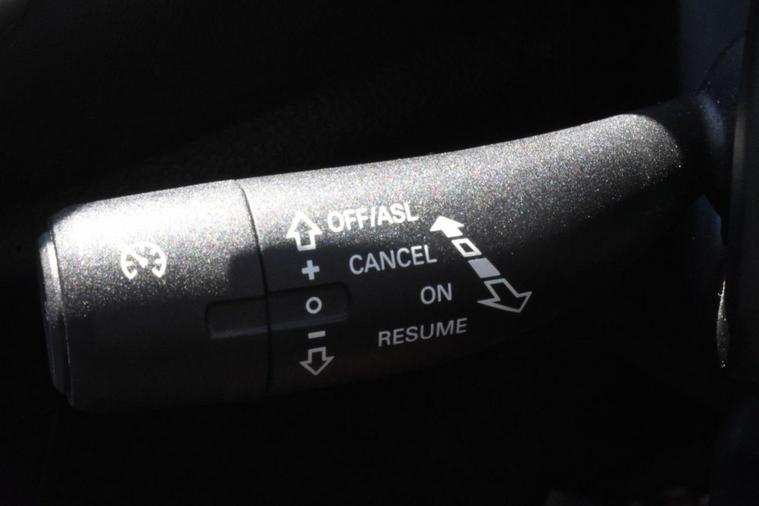 OFF/ASL
+ CANCEL
O ON
– RESUME